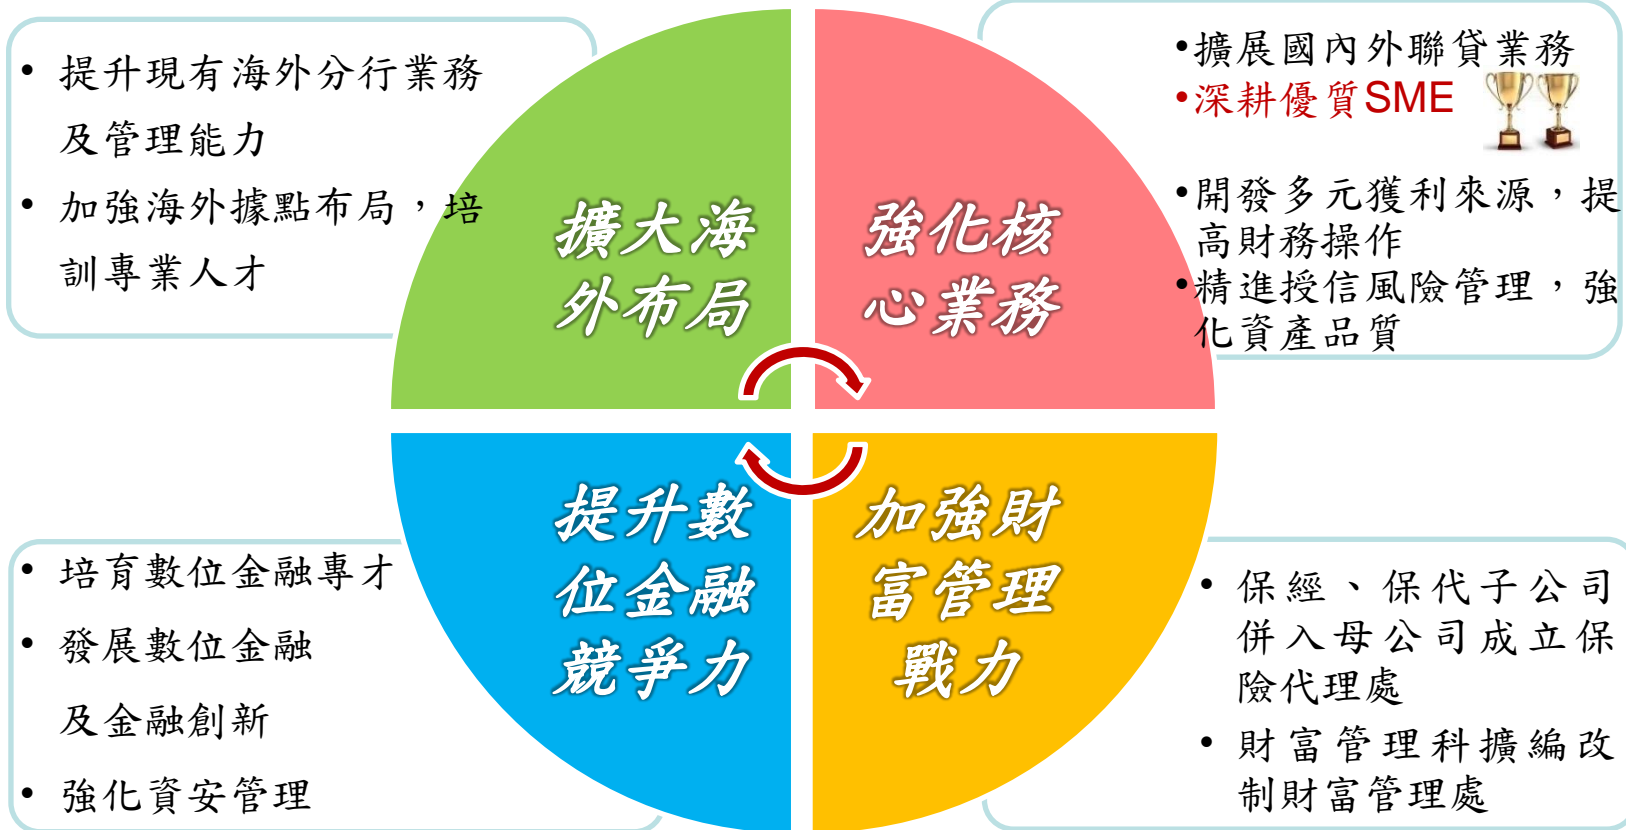 • 提升現有海外分行業務
及管理能力
• 加強海外據點布局，培
訓專業人才
擴大海
外布局
強化核
心業務
•擴展國內外聯貸業務
•深耕優質SME
•開發多元獲利來源，提
高財務操作
•精進授信風險管理，強
化資產品質
• 培育數位金融專才
• 發展數位金融
及金融創新
• 強化資安管理
提升數
位金融
競爭力
加強財
富管理
戰力
• 保經、保代子公司
併入母公司成立保
險代理處
• 財富管理科擴編改
制財富管理處